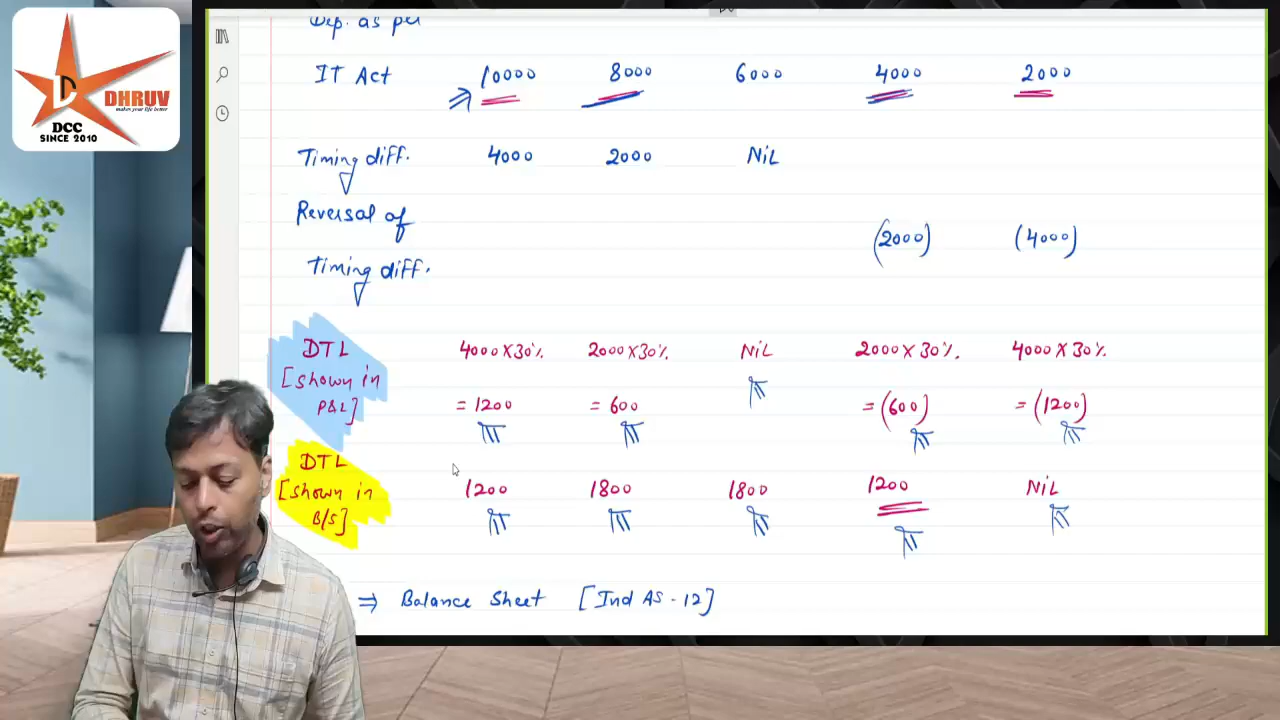 DHRUV
makes your life better
DCC
SINCE 2010
Dep. as per
IT Act 10000 8000 6000 4000 2000
Timing diff. 4000 2000 NiL
Reversal of
(2000) (4000)
Timing diff.
DTL 4000 X 30% 2000 X 30% NiL 2000 X 30% 4000 X 30%
[shown in
P&L] = 1200 = 600 = (600) = (1200)
DTL
[shown in 1200 1800 1800 1200 NiL
B/S]
⇒ Balance Sheet [Ind AS - 12]